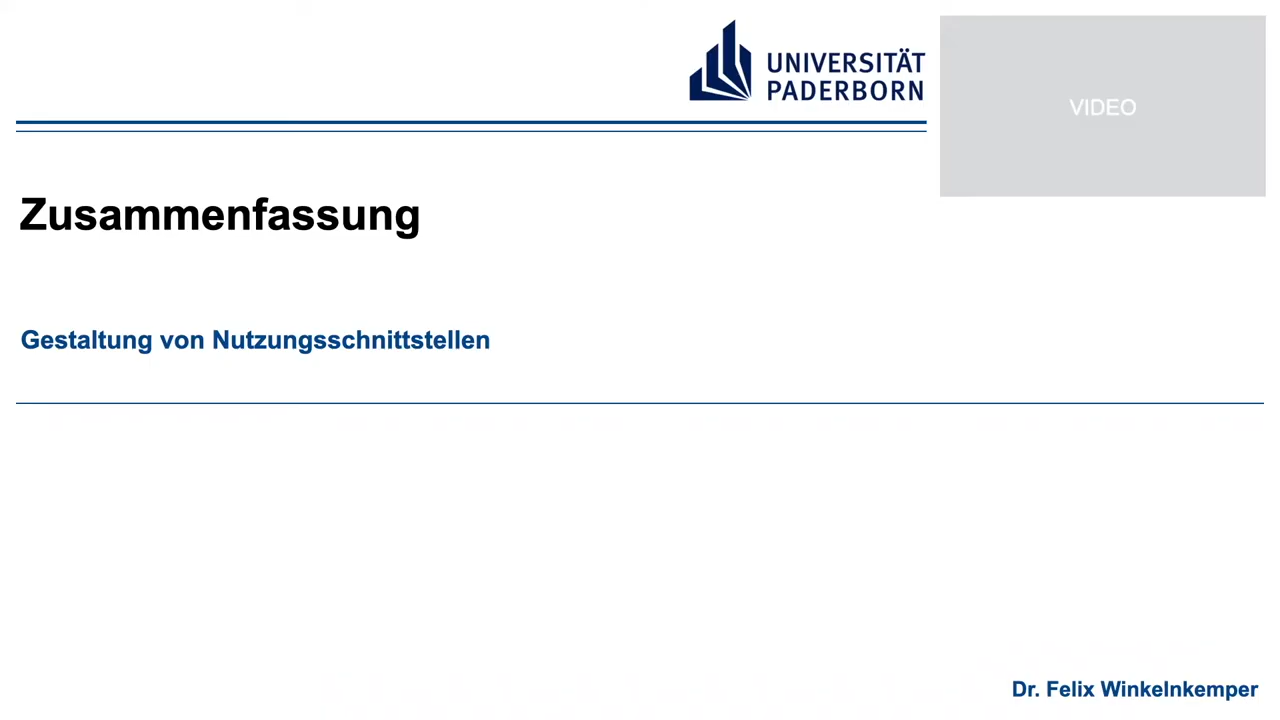 UNIVERSITÄT
PADERBORN
VIDEO
Zusammenfassung
Gestaltung von Nutzungsschnittstellen
Dr. Felix Winkelnkemper